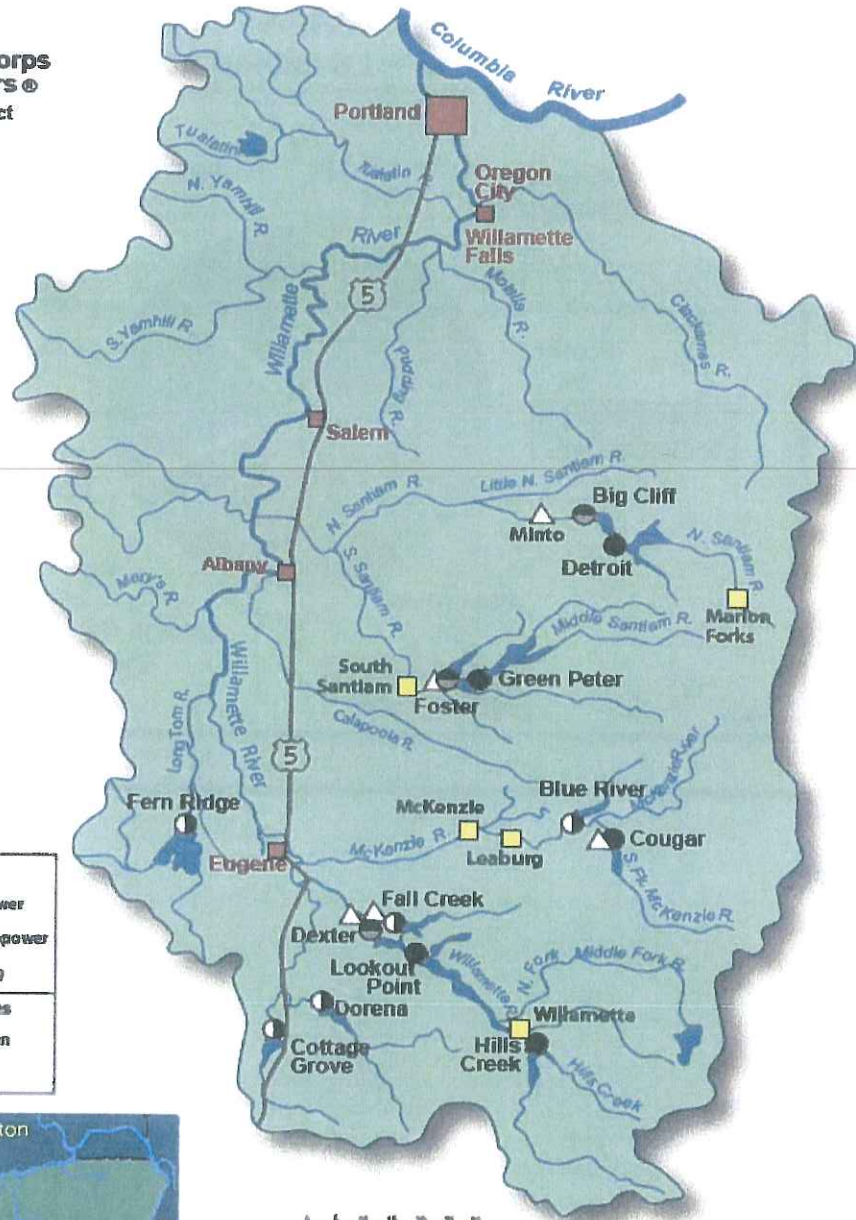 orps
rs ®
ct
Columbia
River
Portland
Tualatin
Tualatin R.
Oregon
City
N. Yamhill R.
River
Willamette
Falls
5
Molalla R.
Clackamas R.
Willamette
S. Yamhill R.
Pudding R.
Salem
Little N. Santiam R.
N. Santiam R.
Big Cliff
Minto
N. Santiam R.
Detroit
S. Santiam R.
Albany
Mary's R.
Marion
Forks
Middle Santiam R.
South
Santiam
Green Peter
Foster
Willamette River
Long Tom R.
Calapooia R.
5
McKenzie River
Blue River
Fern Ridge
McKenzie
McKenzie R.
Leaburg
Cougar
Eugene
S. Fk. McKenzie R.
wer
power
Fall Creek
Dexter
Lookout
Point
Willamette R.
N. Fork Middle Fork R.
s
n
Dorena
Willamette
Cottage
Grove
Hills
Creek
Hills Creek
ton